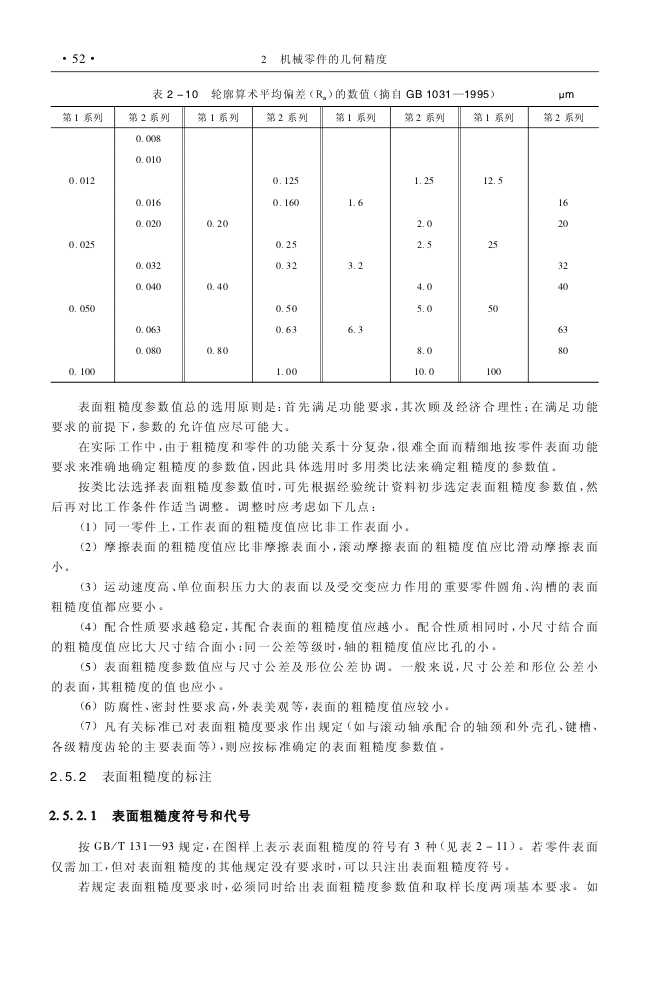 · 52 ·
2 机械零件的几何精度
表 2－10 轮廓算术平均偏差（Ra）的数值（摘自 GB 1031—1995） μm
第 1 系列 第 2 系列 第 1 系列 第 2 系列 第 1 系列 第 2 系列 第 1 系列 第 2 系列
0.008
0.010
0.012 0.125 1.25 12.5
0.016 0.160 1.6 16
0.020 0.20 2.0 20
0.025 0.25 2.5 25
0.032 0.32 3.2 32
0.040 0.40 4.0 40
0.050 0.50 5.0 50
0.063 0.63 6.3 63
0.080 0.80 8.0 80
0.100 1.00 10.0 100
表面粗糙度参数值总的选用原则是：首先满足功能要求，其次顾及经济合理性；在满足功能
要求的前提下，参数的允许值应尽可能大。
在实际工作中，由于粗糙度和零件的功能关系十分复杂，很难全面而精细地按零件表面功能
要求来准确地确定粗糙度的参数值，因此具体选用时多用类比法来确定粗糙度的参数值。
按类比法选择表面粗糙度参数值时，可先根据经验统计资料初步选定表面粗糙度参数值，然
后再对比工作条件作适当调整。调整时应考虑如下几点：
（1）同一零件上，工作表面的粗糙度值应比非工作表面小。
（2）摩擦表面的粗糙度值应比非摩擦表面小，滚动摩擦表面的粗糙度值应比滑动摩擦表面
小。
（3）运动速度高、单位面积压力大的表面以及受交变应力作用的重要零件圆角、沟槽的表面
粗糙度值都应要小。
（4）配合性质要求越稳定，其配合表面的粗糙度值应越小。配合性质相同时，小尺寸结合面
的粗糙度值应比大尺寸结合面小；同一公差等级时，轴的粗糙度值应比孔的小。
（5）表面粗糙度参数值应与尺寸公差及形位公差协调。一般来说，尺寸公差和形位公差小
的表面，其粗糙度的值也应小。
（6）防腐性、密封性要求高，外表美观等，表面的粗糙度值应较小。
（7）凡有关标准已对表面粗糙度要求作出规定（如与滚动轴承配合的轴颈和外壳孔、键槽、
各级精度齿轮的主要表面等），则应按标准确定的表面粗糙度参数值。
2.5.2 表面粗糙度的标注
2.5.2.1 表面粗糙度符号和代号
按 GB/T 131—93 规定，在图样上表示表面粗糙度的符号有 3 种（见表 2－11）。若零件表面
仅需加工，但对表面粗糙度的其他规定没有要求时，可以只注出表面粗糙度符号。
若规定表面粗糙度要求时，必须同时给出表面粗糙度参数值和取样长度两项基本要求。如